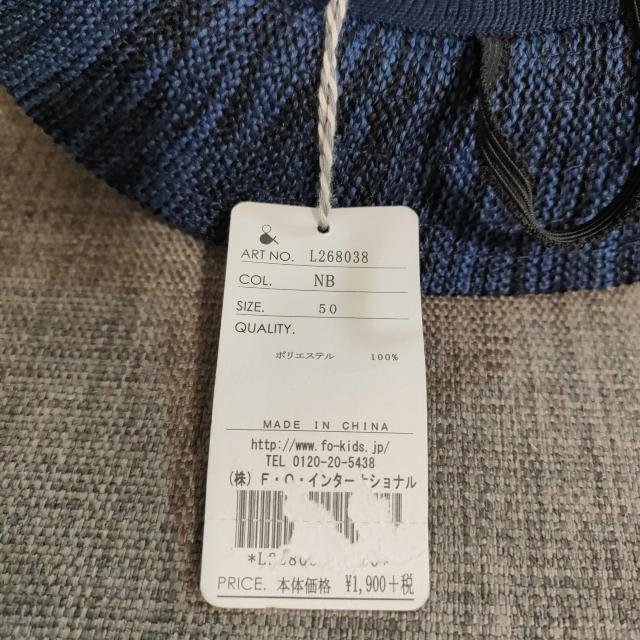 &
ART NO. L268038
COL. NB
SIZE. 50
QUALITY.
ポリエステル 100%
MADE IN CHINA
http://www.fo-kids.jp/
TEL 0120-20-5438
(株) F・O・インターショナル
PRICE. 本体価格 ¥1,900+税